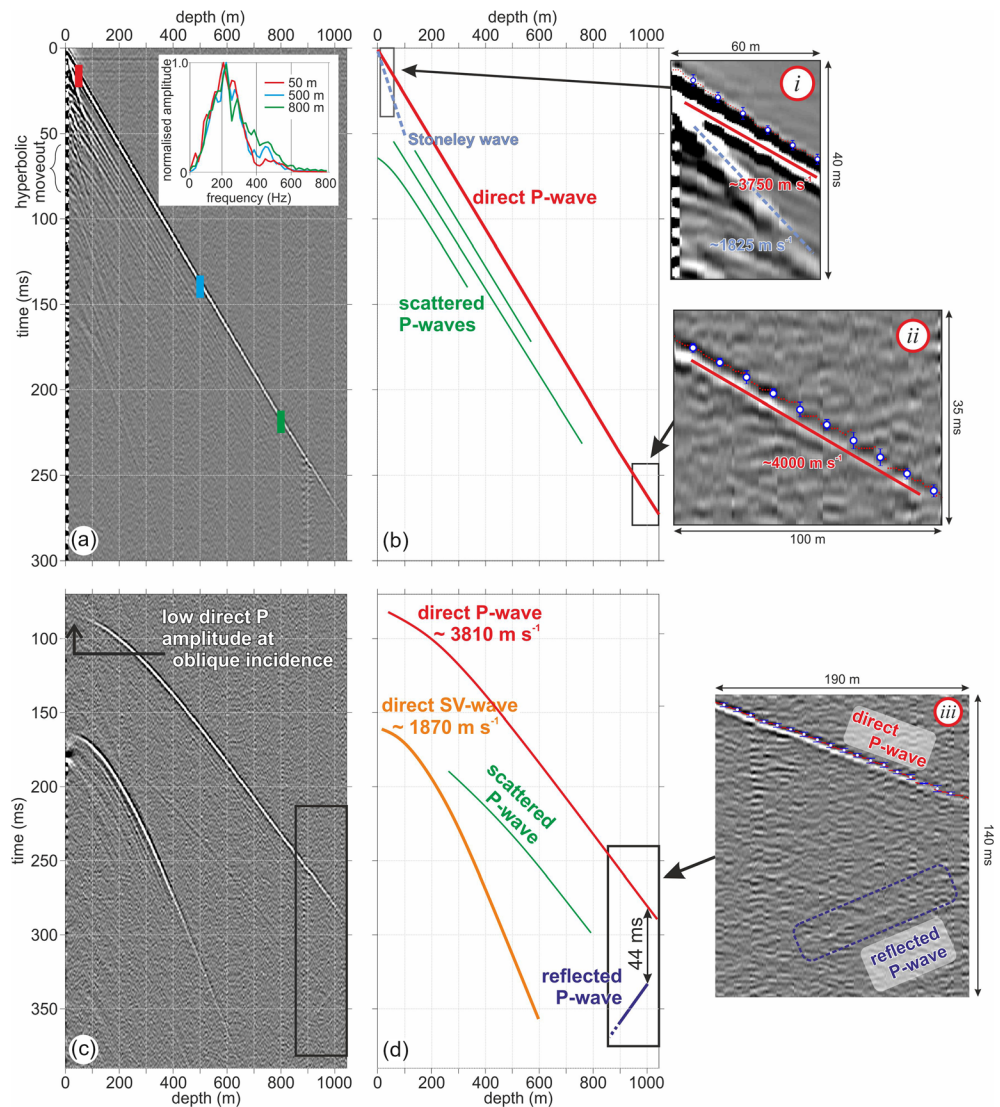 depth (m)
0 200 400 600 800 1000
depth (m)
0 200 400 600 800 1000
0
50
100
150
200
250
300
time (ms)
hyperbolic
moveout
1.0
normalised amplitude
50 m
500 m
800 m
0 200 400 600 800
frequency (Hz)
(a)
Stoneley wave
direct P-wave
scattered
P-waves
(b)
60 m
i
~3750 m s-1
~1825 m s-1
40 ms
ii
~4000 m s-1
35 ms
100 m
100
150
200
250
300
350
time (ms)
low direct P
amplitude at
oblique incidence
(c)
0 200 400 600 800 1000
depth (m)
direct P-wave
~ 3810 m s-1
direct SV-wave
~ 1870 m s-1
scattered
P-wave
44 ms
reflected
P-wave
(d)
0 200 400 600 800 1000
depth (m)
190 m
iii
direct
P-wave
reflected
P-wave
140 ms